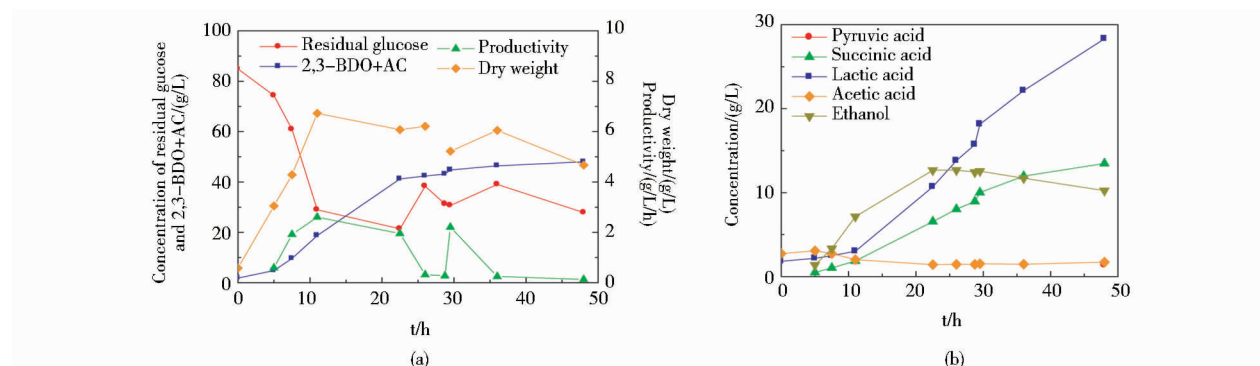 100
80
60
40
20
0
Concentration of residual glucose
and 2,3-BDO+AC/(g/L)
Residual glucose
2,3-BDO+AC
Productivity
Dry weight
10
8
6
4
2
0
Dry weight/(g/L)
Productivity/(g/L/h)
0 10 20 30 40 50
t/h
(a)
30
20
10
0
Concentration/(g/L)
Pyruvic acid
Succinic acid
Lactic acid
Acetic acid
Ethanol
0 10 20 30 40 50
t/h
(b)